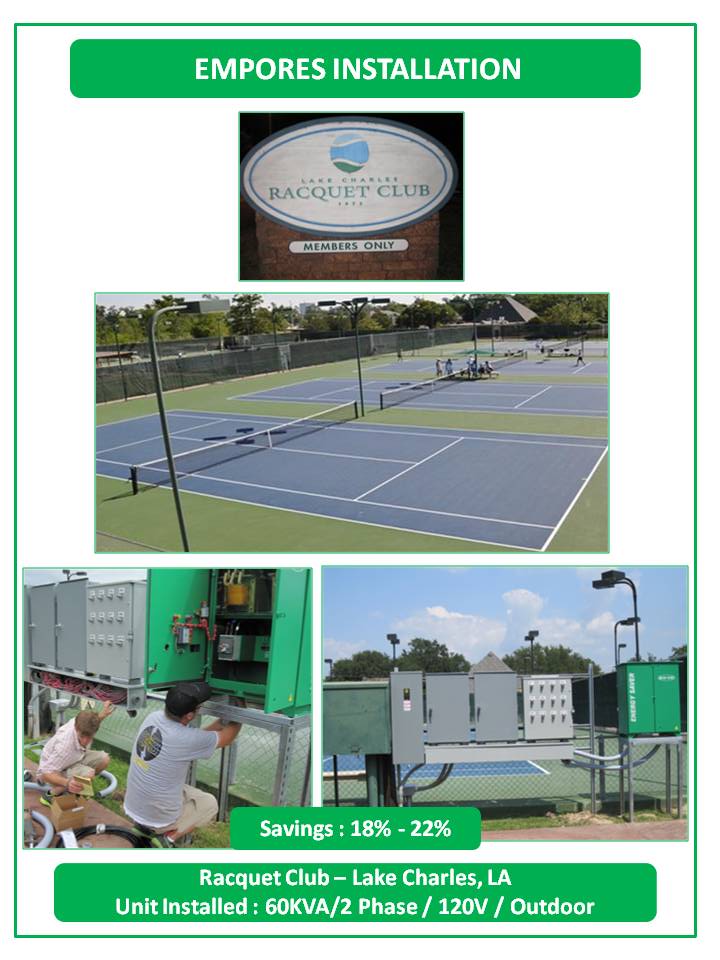 EMPORES INSTALLATION
LAKE CHARLES
RACQUET CLUB
MEMBERS ONLY
ENERGY SAVER
Savings : 18% - 22%
Racquet Club – Lake Charles, LA
Unit Installed : 60KVA/2 Phase / 120V / Outdoor